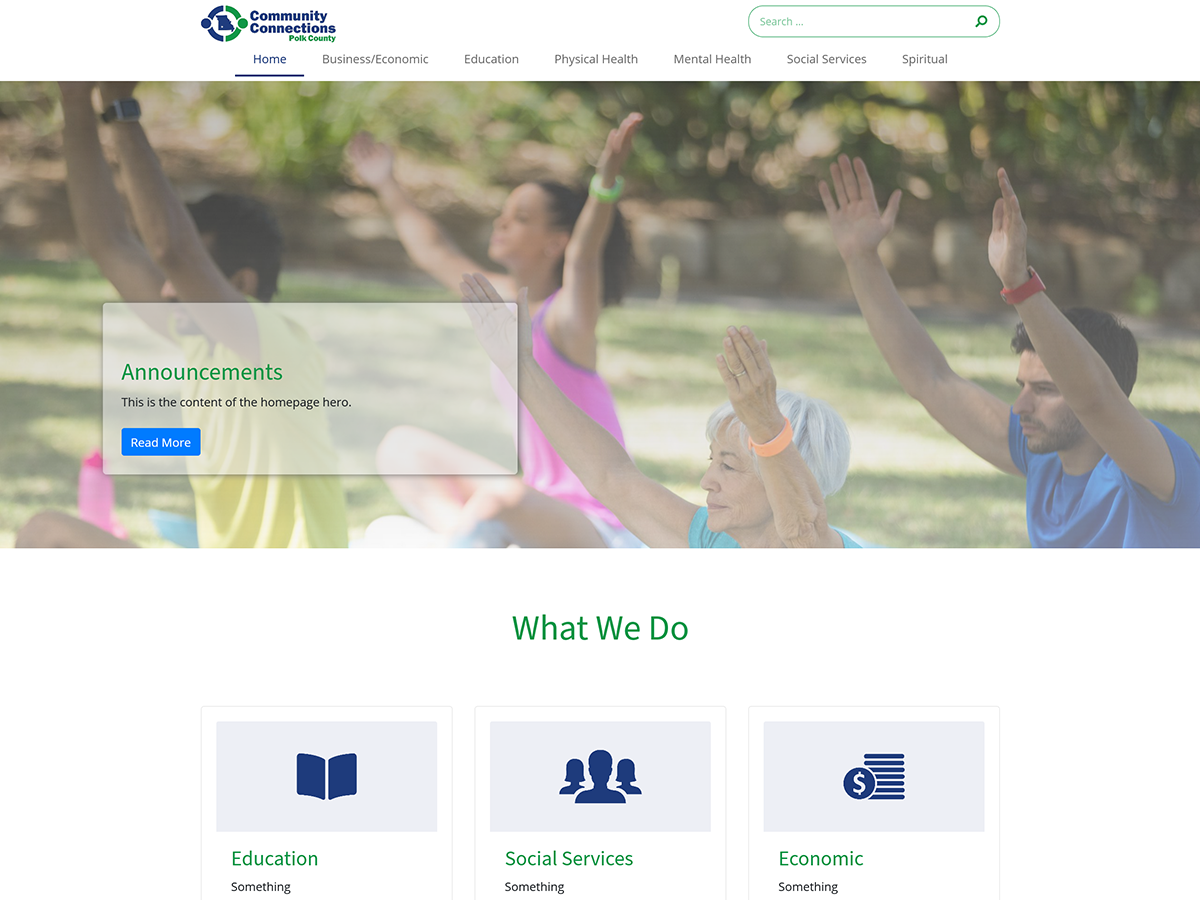 Community
Connections
Polk County
Search ...
Home Business/Economic Education Physical Health Mental Health Social Services Spiritual
Announcements
This is the content of the homepage hero.
Read More
What We Do
$
Education Social Services Economic
Something Something Something